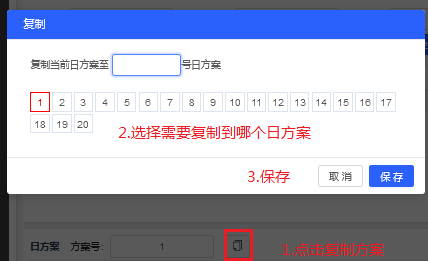 复制
复制当前日方案至 号日方案
1 2 3 4 5 6 7 8 9 10 11 12 13 14 15 16 17
18 19 20
2.选择需要复制到哪个日方案
3.保存
取消 保存
日方案 方案号: 1
1.点击复制方案